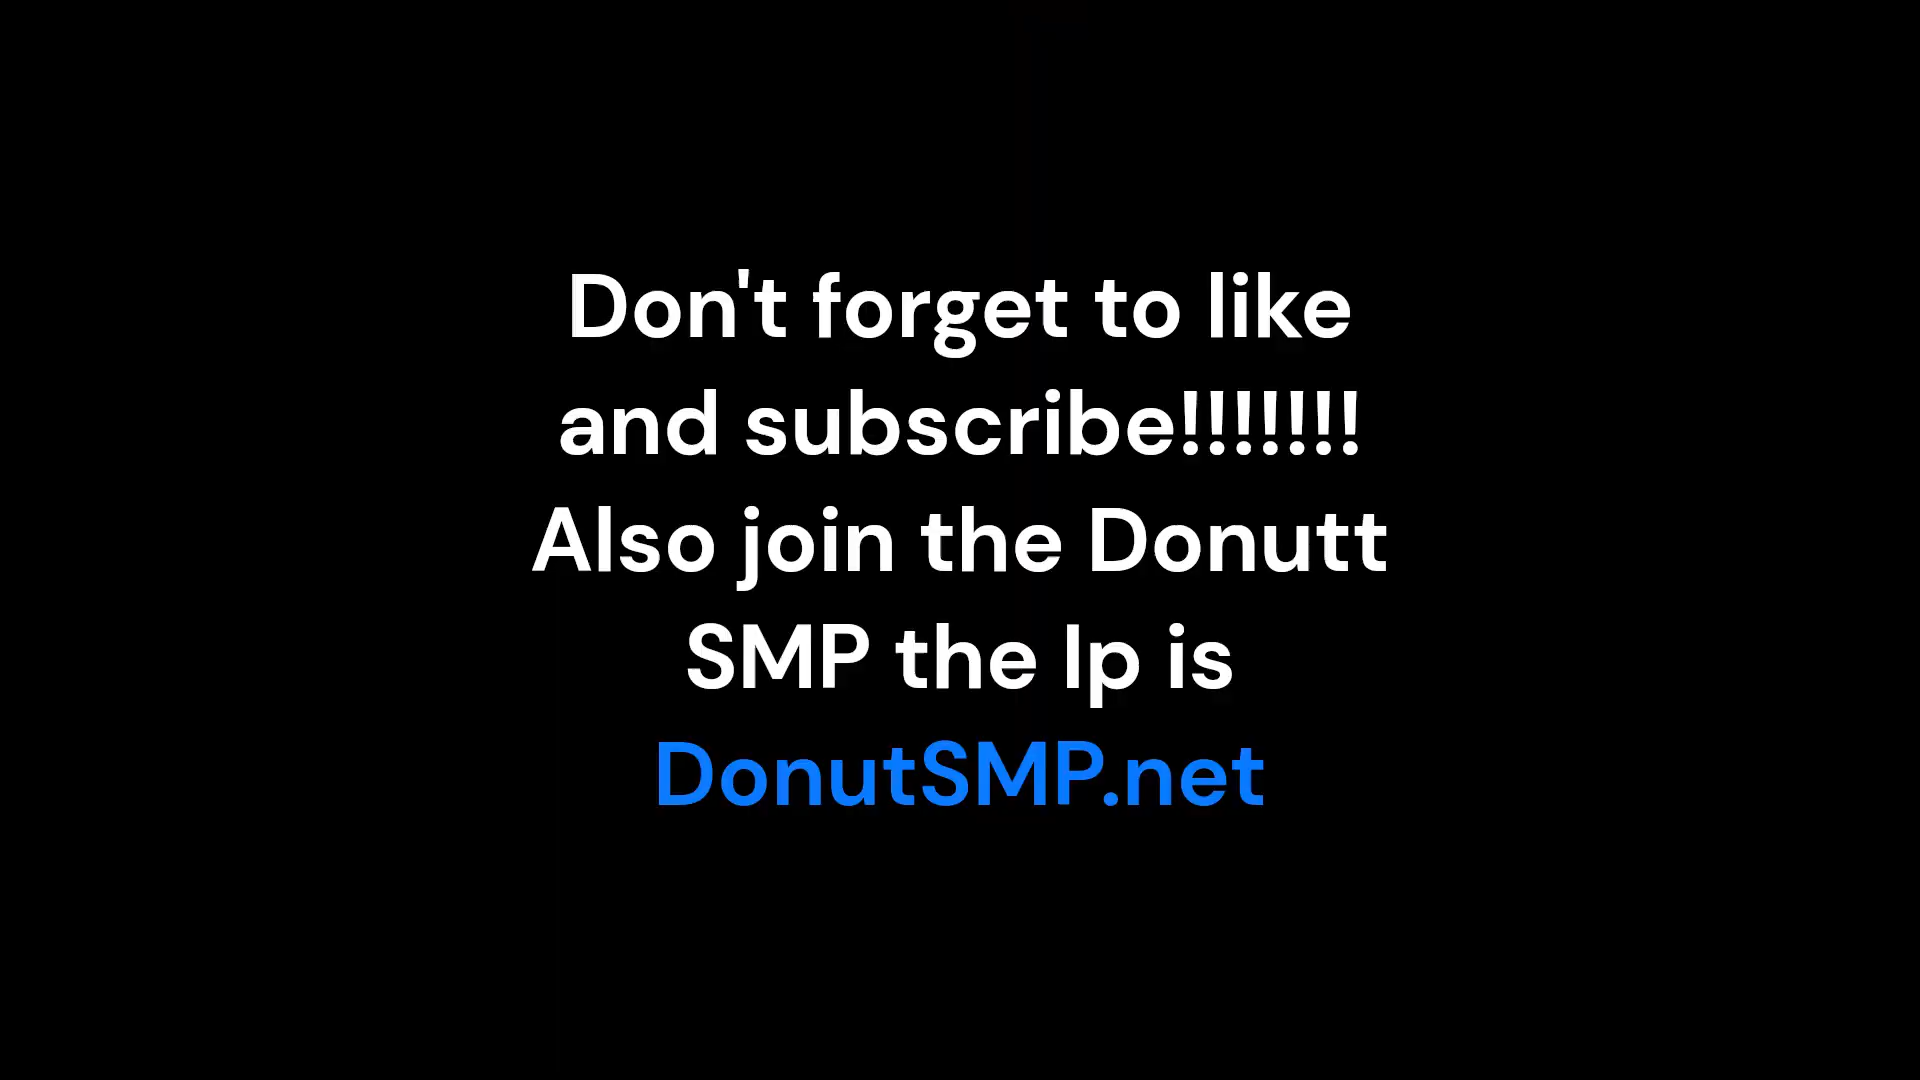 Don't forget to like
and subscribe!!!!!!!
Also join the Donutt
SMP the Ip is
DonutSMP.net